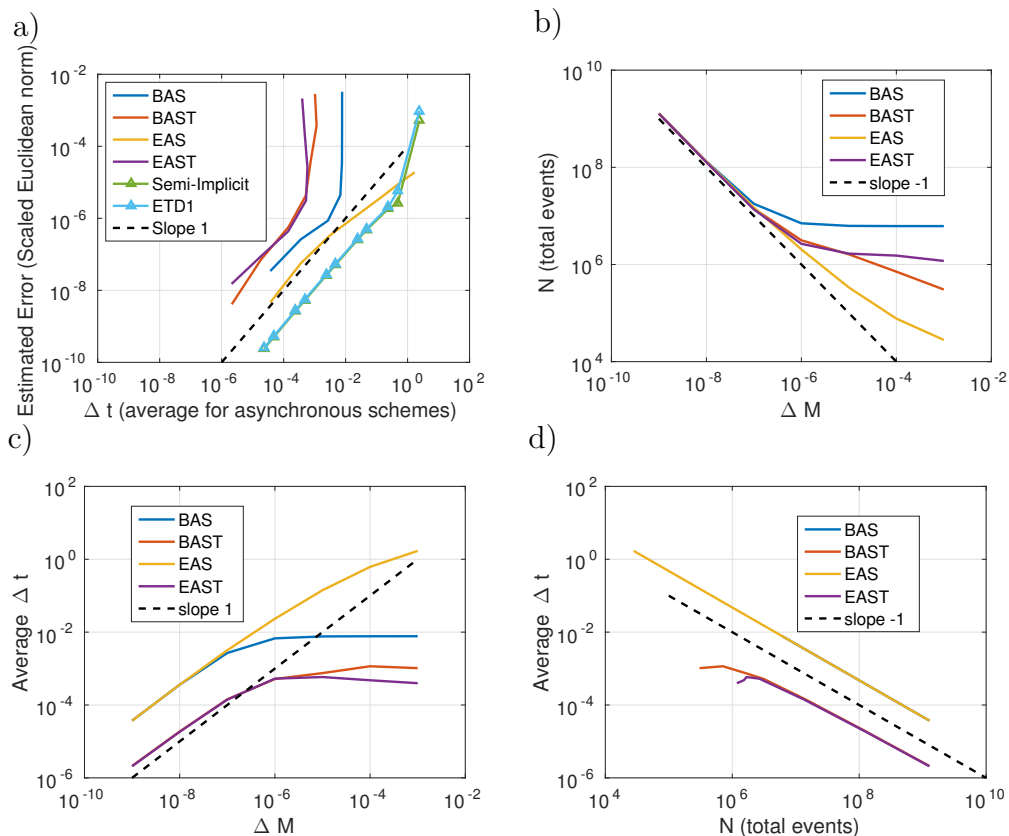 a)
Estimated Error (Scaled Euclidean norm)
10^-2
10^-4
10^-6
10^-8
10^-10
BAS
BAST
EAS
EAST
Semi-Implicit
ETD1
Slope 1
10^-10
10^-8
10^-6
10^-4
10^-2
10^0
10^2
Δ t (average for asynchronous schemes)
b)
N (total events)
10^10
10^8
10^6
10^4
BAS
BAST
EAS
EAST
slope -1
10^-10
10^-8
10^-6
10^-4
10^-2
Δ M
c)
Average Δ t
10^2
10^0
10^-2
10^-4
10^-6
BAS
BAST
EAS
EAST
slope 1
10^-10
10^-8
10^-6
10^-4
10^-2
Δ M
d)
Average Δ t
10^2
10^0
10^-2
10^-4
10^-6
BAS
BAST
EAS
EAST
slope -1
10^4
10^6
10^8
10^10
N (total events)